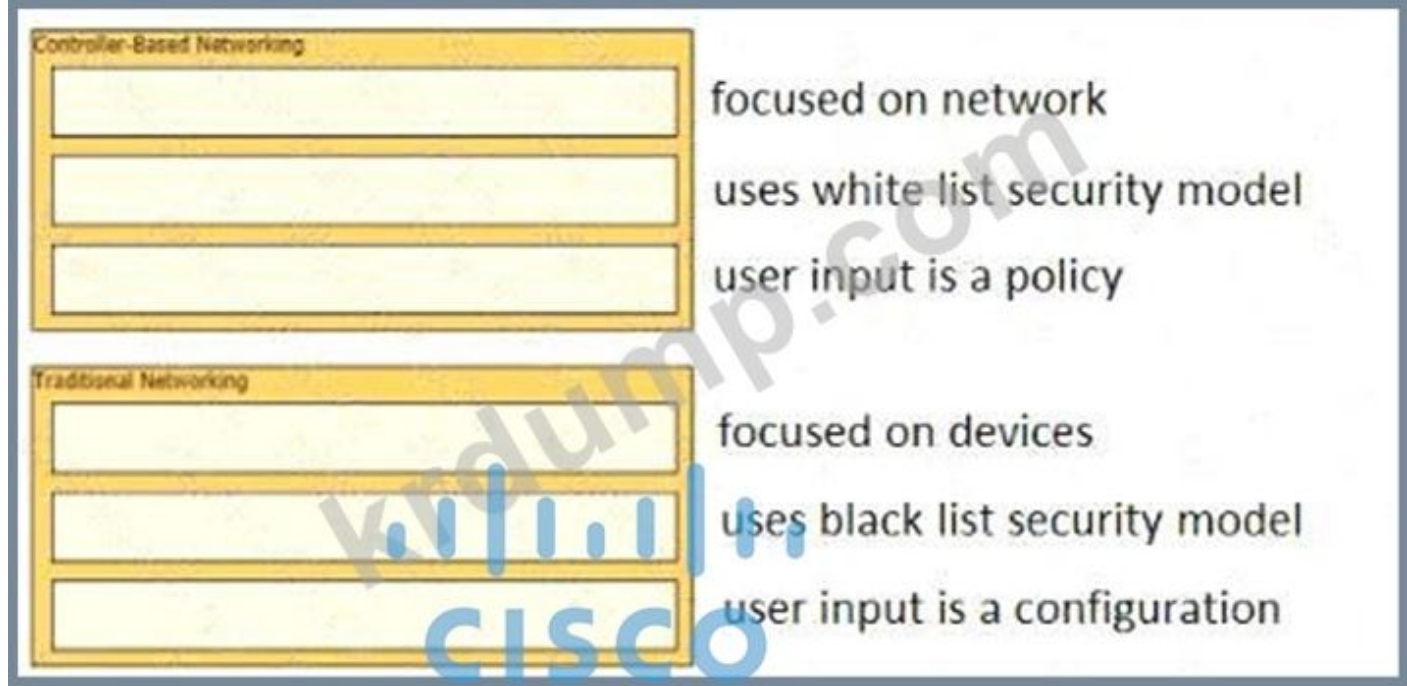 Controller-Based Networking
focused on network
uses white list security model
user input is a policy
Traditional Networking
focused on devices
uses black list security model
user input is a configuration
krdump.com
CISCO